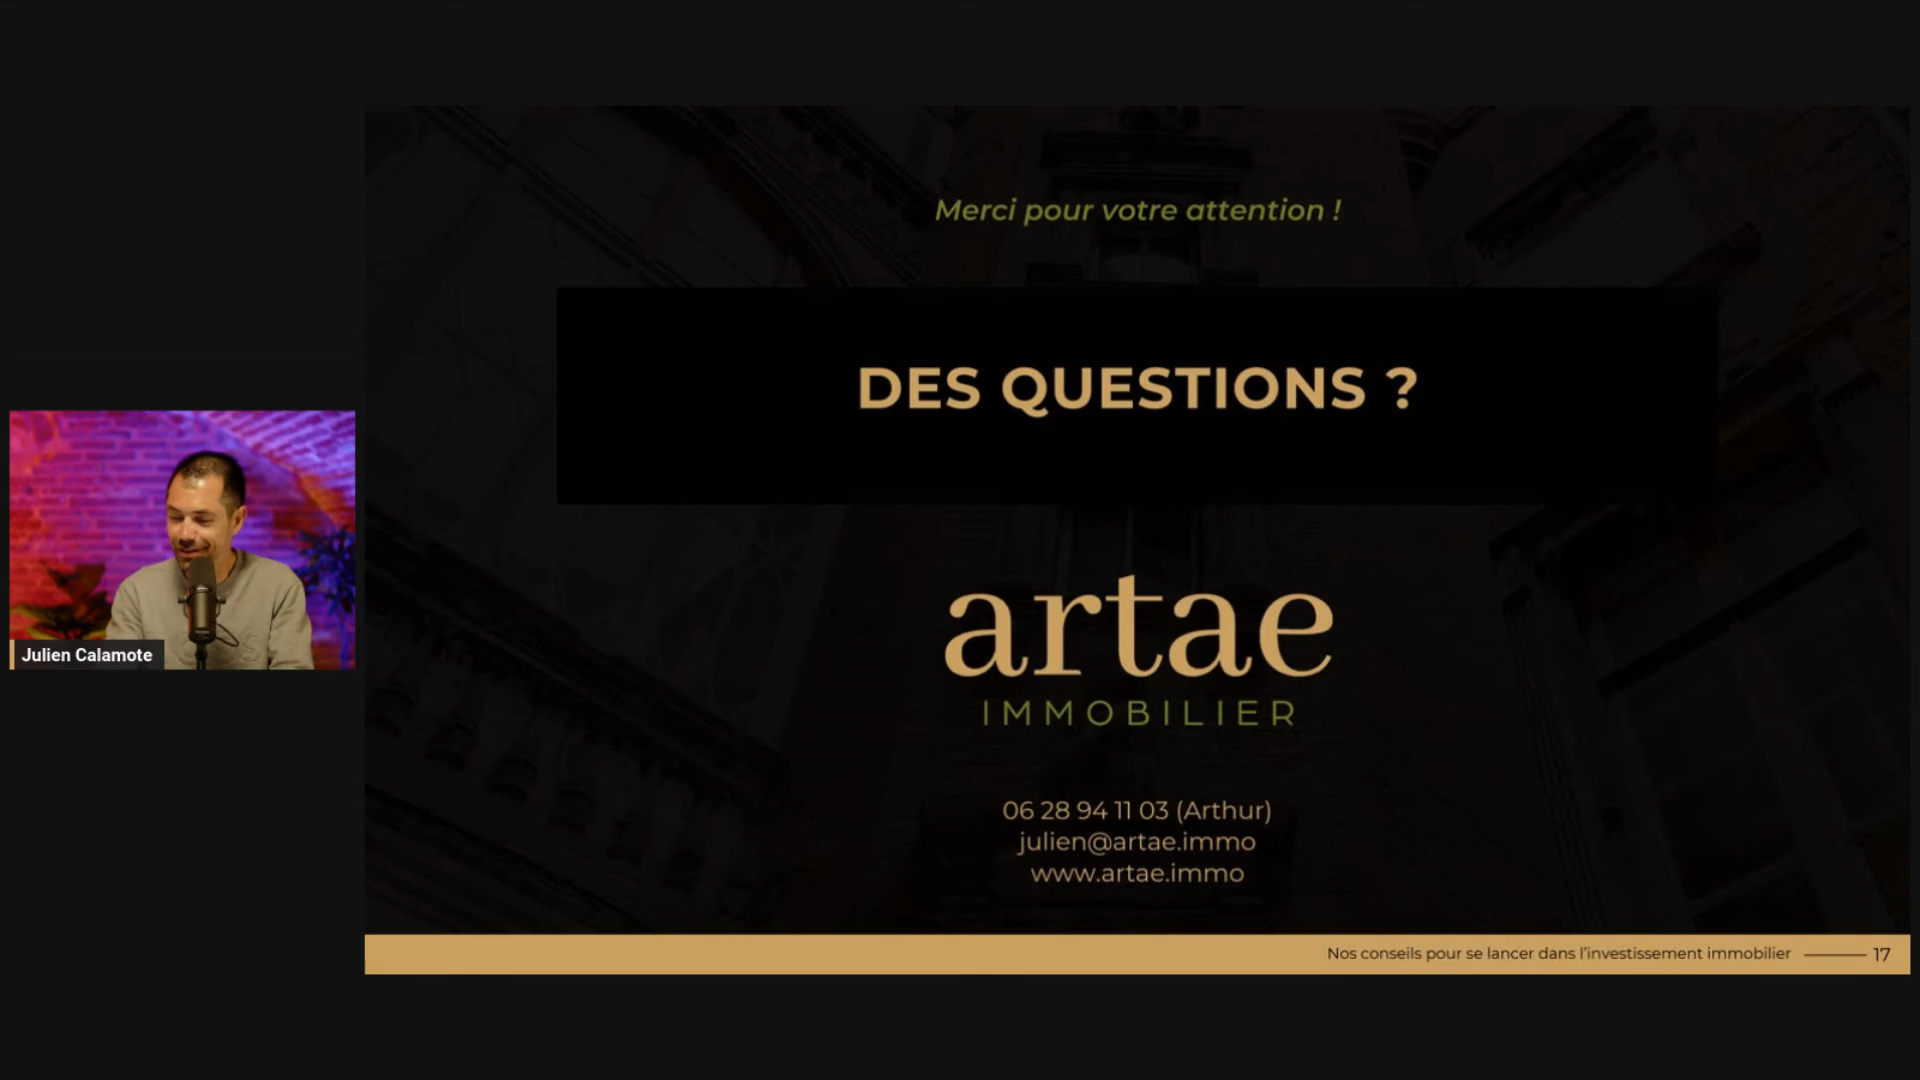 Merci pour votre attention !
DES QUESTIONS ?
artae
IMMOBILIER
06 28 94 11 03 (Arthur)
julien@artae.immo
www.artae.immo
Julien Calamote
Nos conseils pour se lancer dans l'investissement immobilier
17